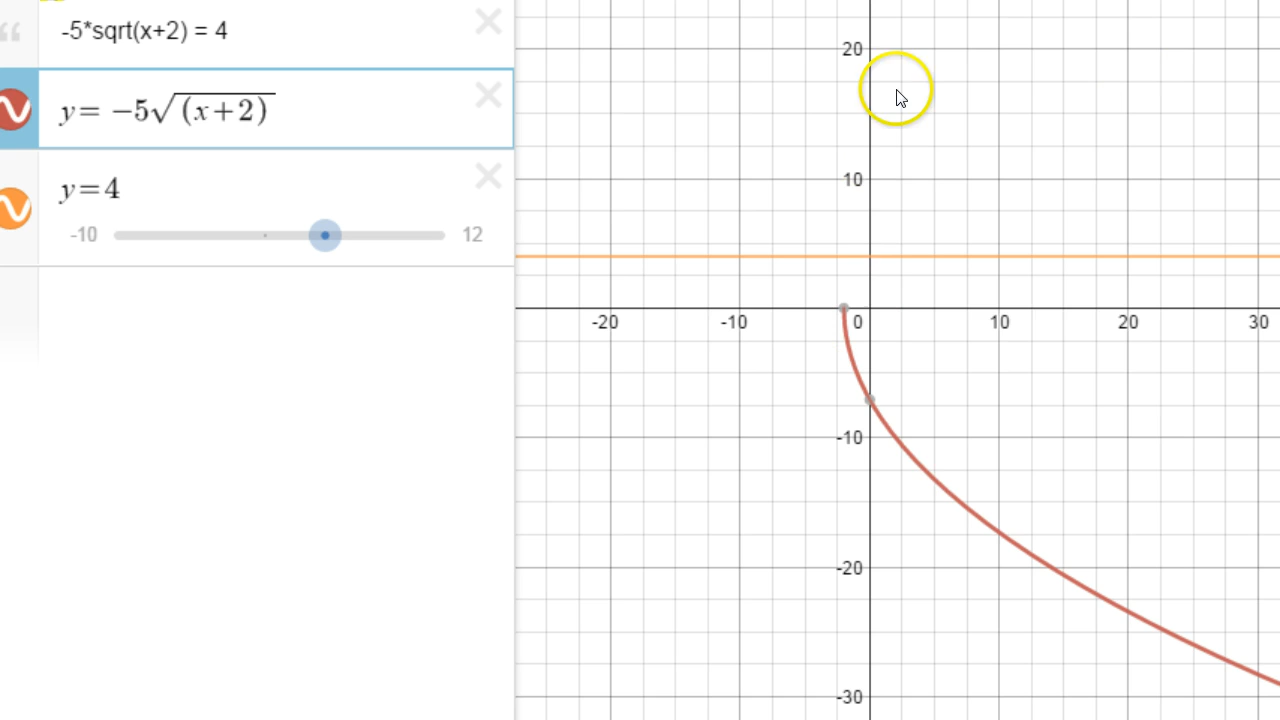 -5*sqrt(x+2) = 4
y = −5√(x+2)
y=4
-10 12
20
10
-20 -10 0 10 20 30
-10
-20
-30